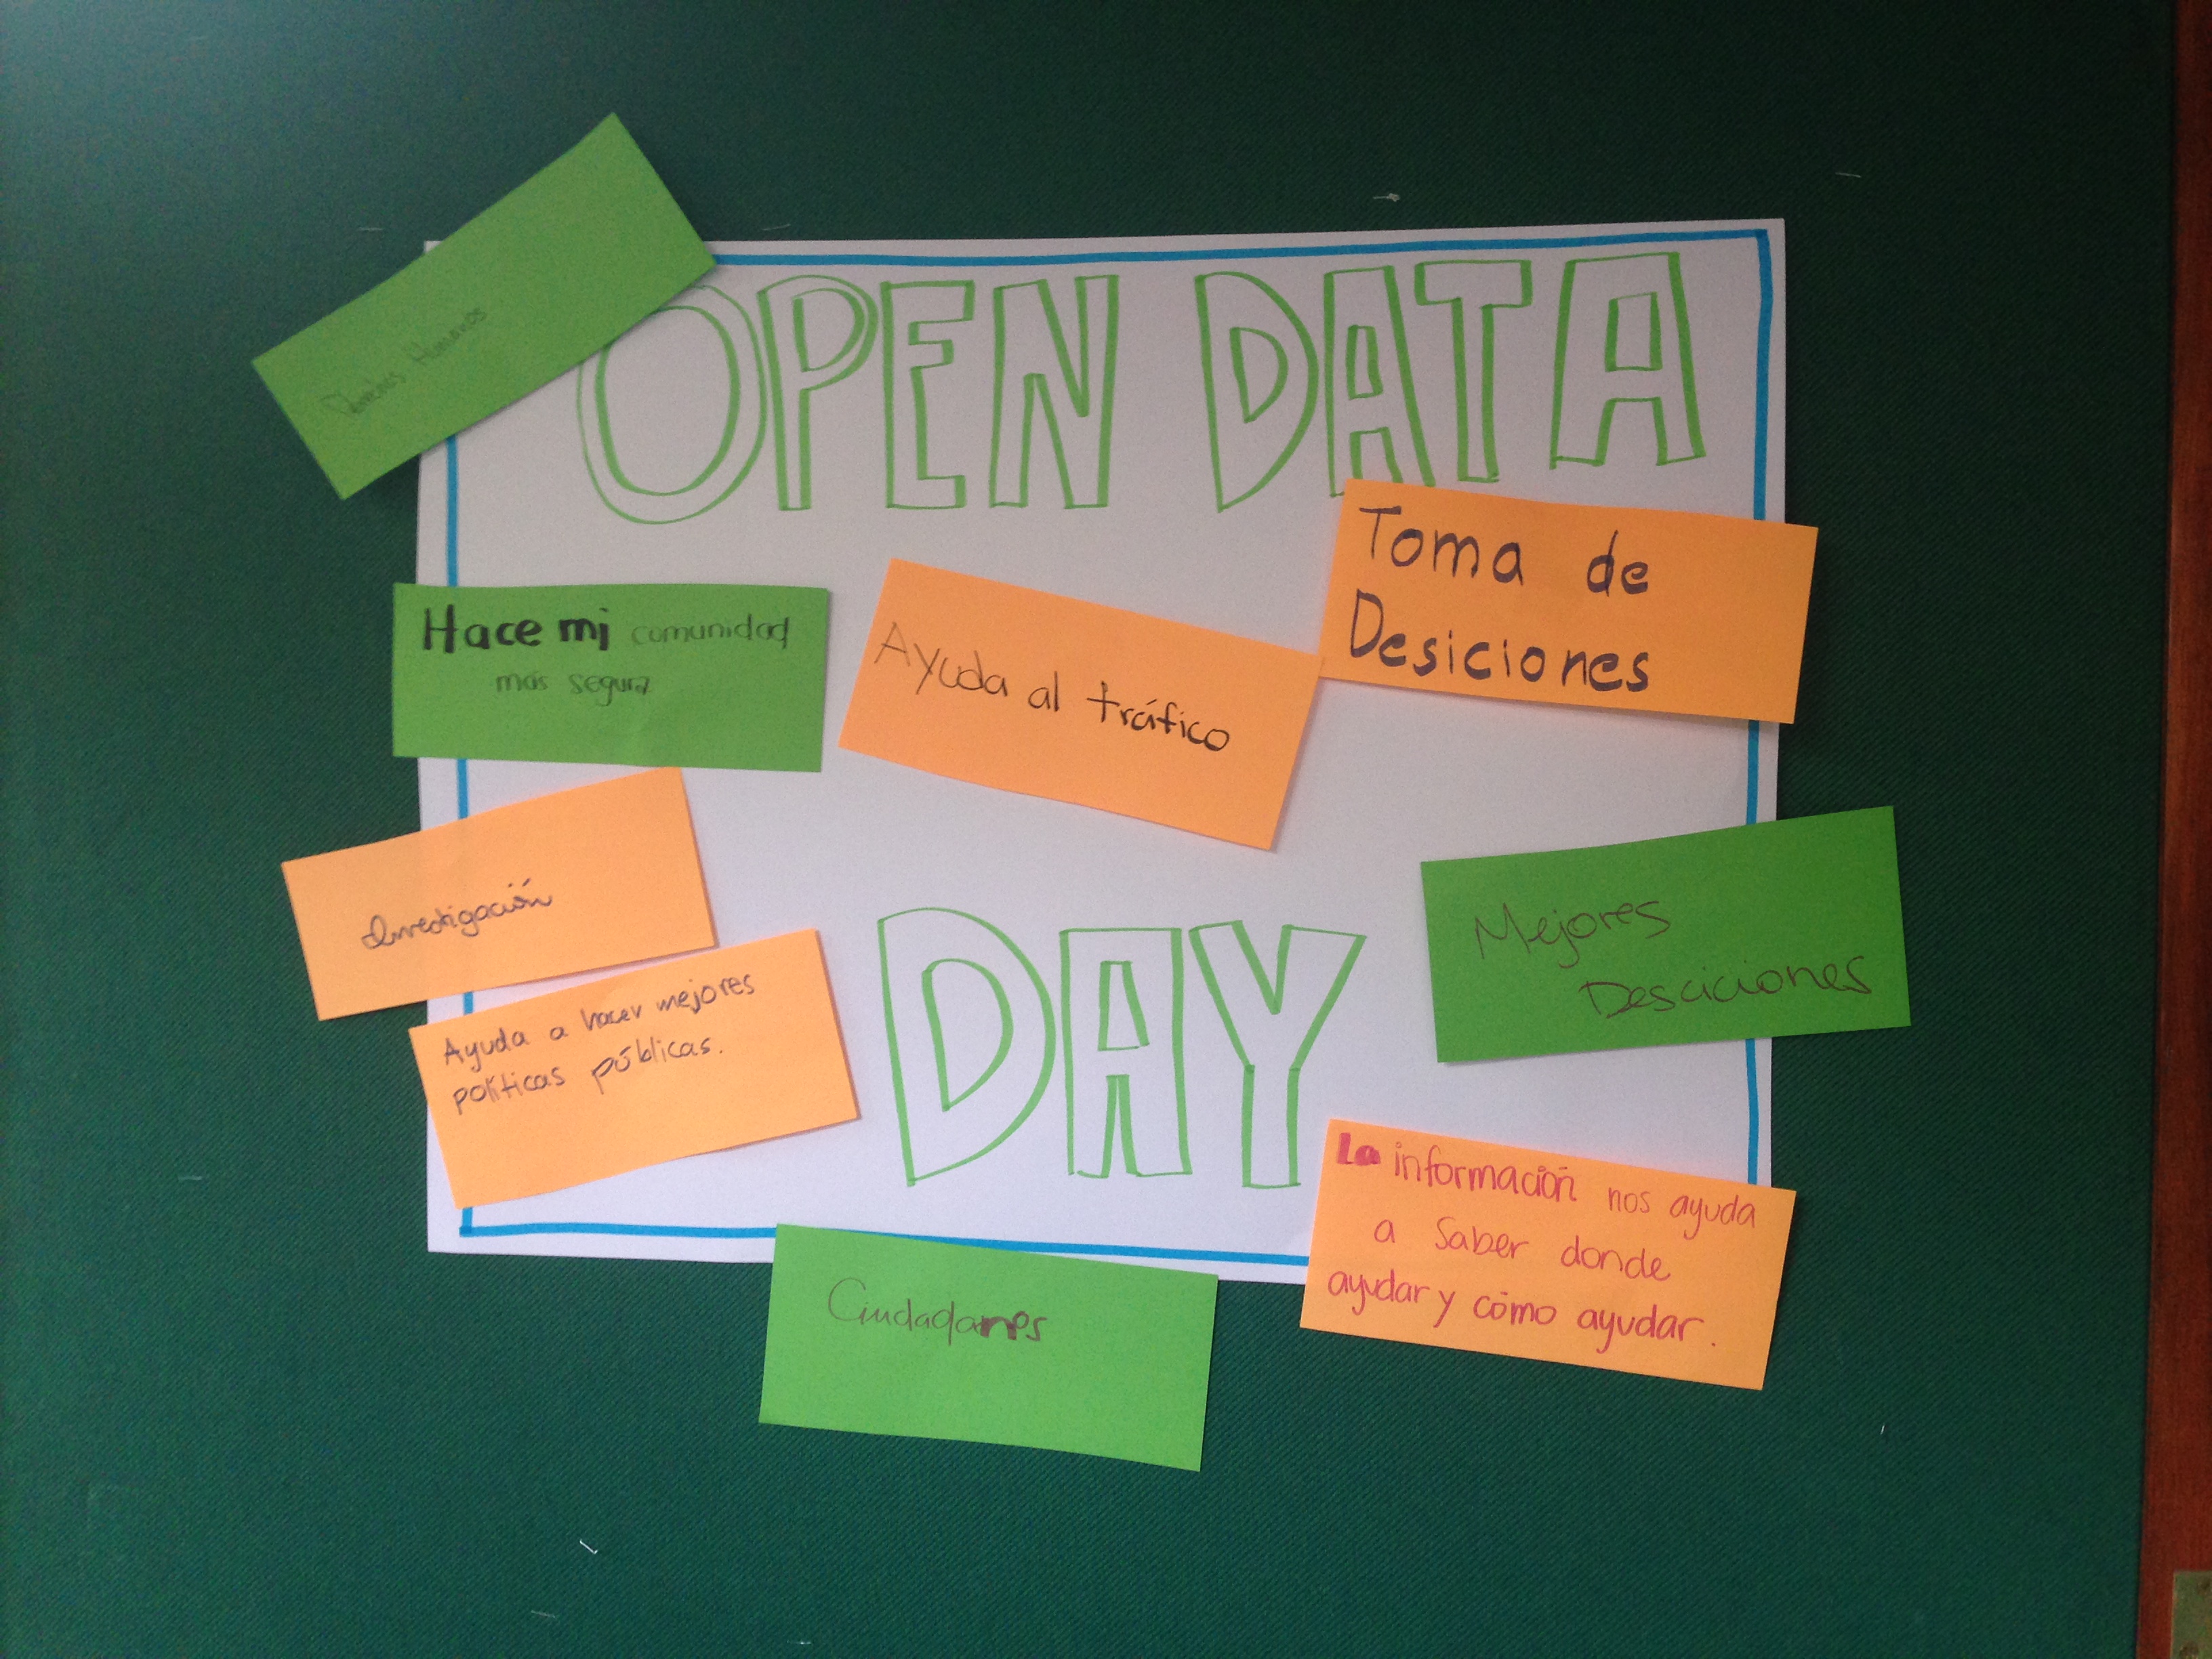 Derechos Humanos
OPEN DATA
Toma de
Desiciones
Hace mi comunidad
más segura
Ayuda al tráfico
Investigación
Mejores
Desciciones
Ayuda a hacer mejores
políticas públicas.
DAY
La información nos ayuda
a Saber donde
ayudar y cómo ayudar.
Ciudadanos